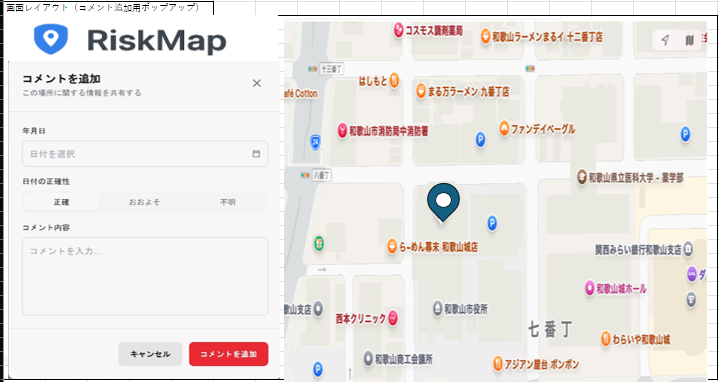 画面レイアウト（コメント追加用ポップアップ）
RiskMap
コメントを追加
この場所に関する情報を共有する
年月日
日付を選択
日付の正確性
正確
おおよそ
不明
コメント内容
コメントを入力...
キャンセル
コメントを追加
コスモス調剤薬局
和歌山ラーメンまるイ 十二番丁店
十三番丁
はしもと
afé Cotton
まる万ラーメン 九番丁店
和歌山市消防局中消防署
ファンデイベーグル
P
P
24
八番丁
和歌山県立医科大学 - 薬学部
P
らーめん幕末 和歌山城店
関西みらい銀行和歌山支店
ダ
和歌山城ホール
山支店
和歌山市役所
西本クリニック
七番丁
わらいや和歌山城
和歌山商工会議所
P
アジアン屋台 ボンボン